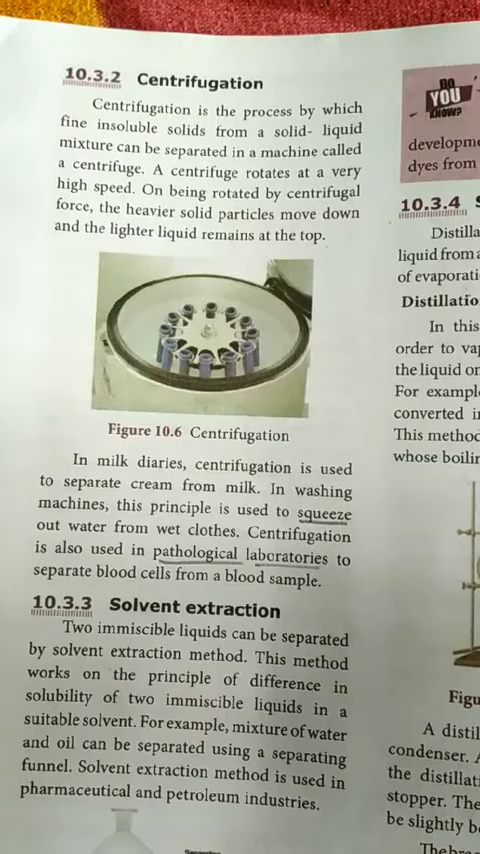 10.3.2 Centrifugation
Centrifugation is the process by which
fine insoluble solids from a solid- liquid
mixture can be separated in a machine called
a centrifuge. A centrifuge rotates at a very
high speed. On being rotated by centrifugal
force, the heavier solid particles move down
and the lighter liquid remains at the top.
Figure 10.6 Centrifugation
In milk diaries, centrifugation is used
to separate cream from milk. In washing
machines, this principle is used to squeeze
out water from wet clothes. Centrifugation
is also used in pathological laboratories to
separate blood cells from a blood sample.
10.3.3 Solvent extraction
Two immiscible liquids can be separated
by solvent extraction method. This method
works on the principle of difference in
solubility of two immiscible liquids in a
suitable solvent. For example, mixture of water
and oil can be separated using a separating
funnel. Solvent extraction method is used in
pharmaceutical and petroleum industries.
DO
YOU
KNOW?
developme
dyes from
10.3.4 S
Distilla
liquid from a
of evaporati
Distillatio
In this
order to vap
the liquid on
For exampl
converted in
This method
whose boilin
Figu
A distil
condenser. A
the distillati
stopper. The
be slightly b